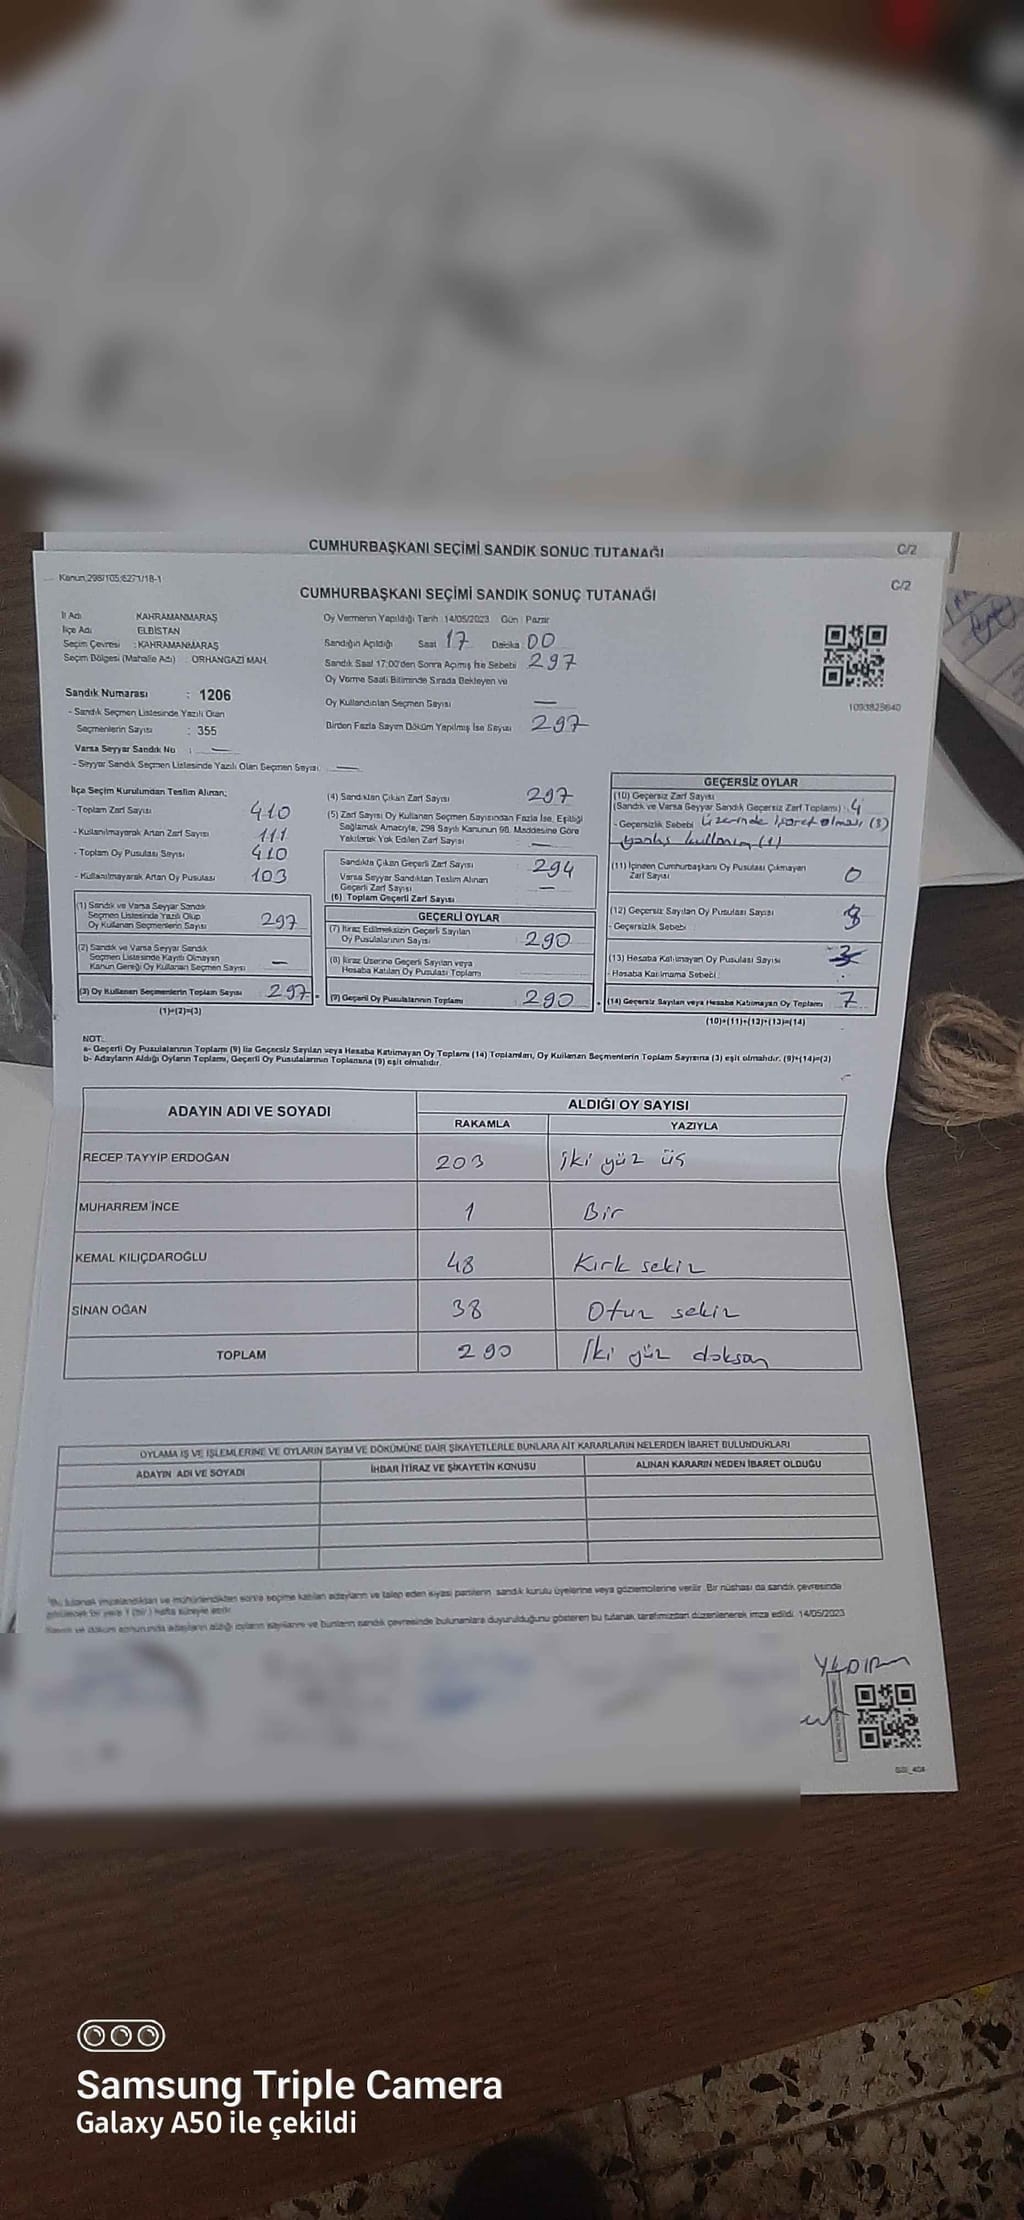 CUMHURBAŞKANI SEÇİMİ SANDIK SONUÇ TUTANAĞI
C/2
Kanun,298/105;6271/18-1
C/2
CUMHURBAŞKANI SEÇİMİ SANDIK SONUÇ TUTANAĞI
İl Adı KAHRAMANMARAŞ
İlçe Adı ELBİSTAN
Seçim Çevresi : KAHRAMANMARAŞ
Seçim Bölgesi (Mahalle Adı) : ORHANGAZİ MAH.
Sandık Numarası : 1206
- Sandık Seçmen Listesinde Yazılı Olan
Seçmenlerin Sayısı : 355
Varsa Seyyar Sandık No : —
- Seyyar Sandık Seçmen Listesinde Yazılı Olan Seçmen Sayısı: —
Oy Vermenin Yapıldığı Tarih : 14/05/2023 Gün : Pazar
Sandığın Açıldığı Saat 17 Dakika 00
Sandık Saat 17:00'den Sonra Açılmış İse Sebebi 297
Oy Verme Saati Bitiminde Sırada Bekleyen ve
Oy Kullandırılan Seçmen Sayısı —
Birden Fazla Sayım Döküm Yapılmış İse Sayısı 297
1093825640
İlçe Seçim Kurulundan Teslim Alınan;
- Toplam Zarf Sayısı 410
- Kullanılmayarak Artan Zarf Sayısı 111
- Toplam Oy Pusulası Sayısı 410
- Kullanılmayarak Artan Oy Pusulası 103
(1) Sandık ve Varsa Seyyar Sandık
Seçmen Listesinde Yazılı Olup
Oy Kullanan Seçmenlerin Sayısı 297
(2) Sandık ve Varsa Seyyar Sandık
Seçmen Listesinde Kayıtlı Olmayan
Kanun Gereği Oy Kullanan Seçmen Sayısı —
(3) Oy Kullanan Seçmenlerin Toplam Sayısı 297
(1)+(2)=(3)
(4) Sandıktan Çıkan Zarf Sayısı 297
(5) Zarf Sayısı Oy Kullanan Seçmen Sayısından Fazla İse, Eşitliği
Sağlamak Amacıyla, 298 Sayılı Kanunun 98. Maddesine Göre
Yakılarak Yok Edilen Zarf Sayısı —
Sandıkta Çıkan Geçerli Zarf Sayısı 294
Varsa Seyyar Sandıktan Teslim Alınan
Geçerli Zarf Sayısı —
(6) Toplam Geçerli Zarf Sayısı
GEÇERLİ OYLAR
(7) İtiraz Edilmeksizin Geçerli Sayılan
Oy Pusulalarının Sayısı 290
(8) İtiraz Üzerine Geçerli Sayılan veya
Hesaba Katılan Oy Pusulası Toplamı
(9) Geçerli Oy Pusulalarının Toplamı 290
GEÇERSİZ OYLAR
(10) Geçersiz Zarf Sayısı
(Sandık ve Varsa Seyyar Sandık Geçersiz Zarf Toplamı) : 4
- Geçersizlik Sebebi üzerinde işaret olması (3)
yanlış kullanım (1)
(11) İçinden Cumhurbaşkanı Oy Pusulası Çıkmayan
Zarf Sayısı 0
(12) Geçersiz Sayılan Oy Pusulası Sayısı
- Geçersizlik Sebebi
(13) Hesaba Katılmayan Oy Pusulası Sayısı
- Hesaba Katılmama Sebebi
(14) Geçersiz Sayılan veya Hesaba Katılmayan Oy Toplamı 7
(10)+(11)+(12)+(13)=(14)
NOT:
a- Geçerli Oy Pusulalarının Toplamı (9) ile Geçersiz Sayılan veya Hesaba Katılmayan Oy Toplamı (14) Toplamları, Oy Kullanan Seçmenlerin Toplam Sayısına (3) eşit olmalıdır. (9)+(14)=(3)
b- Adayların Aldığı Oyların Toplamı, Geçerli Oy Pusulalarının Toplamına (9) eşit olmalıdır.
ADAYIN ADI VE SOYADI
ALDIĞI OY SAYISI
RAKAMLA YAZIYLA
RECEP TAYYİP ERDOĞAN 203 iki yüz üç
MUHARREM İNCE 1 Bir
KEMAL KILIÇDAROĞLU 48 Kırk sekiz
SİNAN OĞAN 38 Otuz sekiz
TOPLAM 290 İki yüz doksan
OYLAMA İŞ VE İŞLEMLERİNE VE OYLARIN SAYIM VE DÖKÜMÜNE DAİR ŞİKAYETLERLE BUNLARA AİT KARARLARIN NELERDEN İBARET BULUNDUKLARI
ADAYIN ADI VE SOYADI İHBAR İTİRAZ VE ŞİKAYETİN KONUSU ALINAN KARARIN NEDEN İBARET OLDUĞU
*Bu tutanak imzalandıktan ve mühürlendikten sonra seçime katılan adayların ve talep eden siyasi partilerin sandık kurulu üyelerine veya gözlemcilerine verilir. Bir nüshası da sandık çevresinde
görülecek bir yere 1 (bir) hafta süreyle asılır.
Sayım ve döküm sonucunda adayların aldığı oyların sayılarını ve bunların sandık çevresinde bulunanlara duyurulduğunu gösteren bu tutanak tarafımızdan düzenlenerek imza edildi. 14/05/2023
YILDIRIM
Samsung Triple Camera
Galaxy A50 ile çekildi